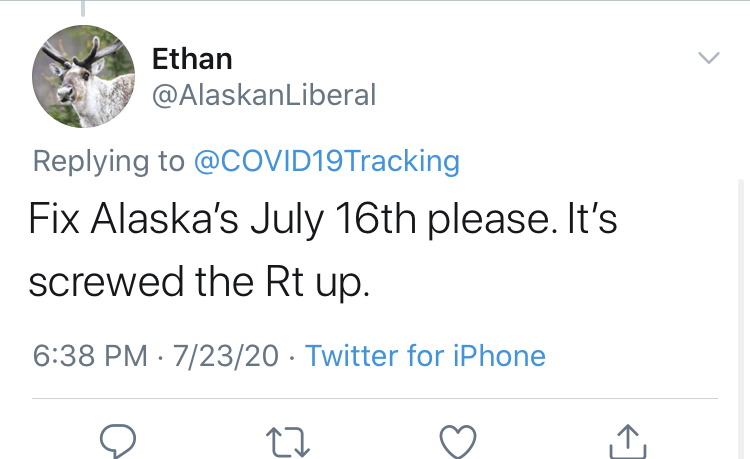 Ethan
@AlaskanLiberal
Replying to @COVID19Tracking
Fix Alaska’s July 16th please. It’s
screwed the Rt up.
6:38 PM · 7/23/20 · Twitter for iPhone